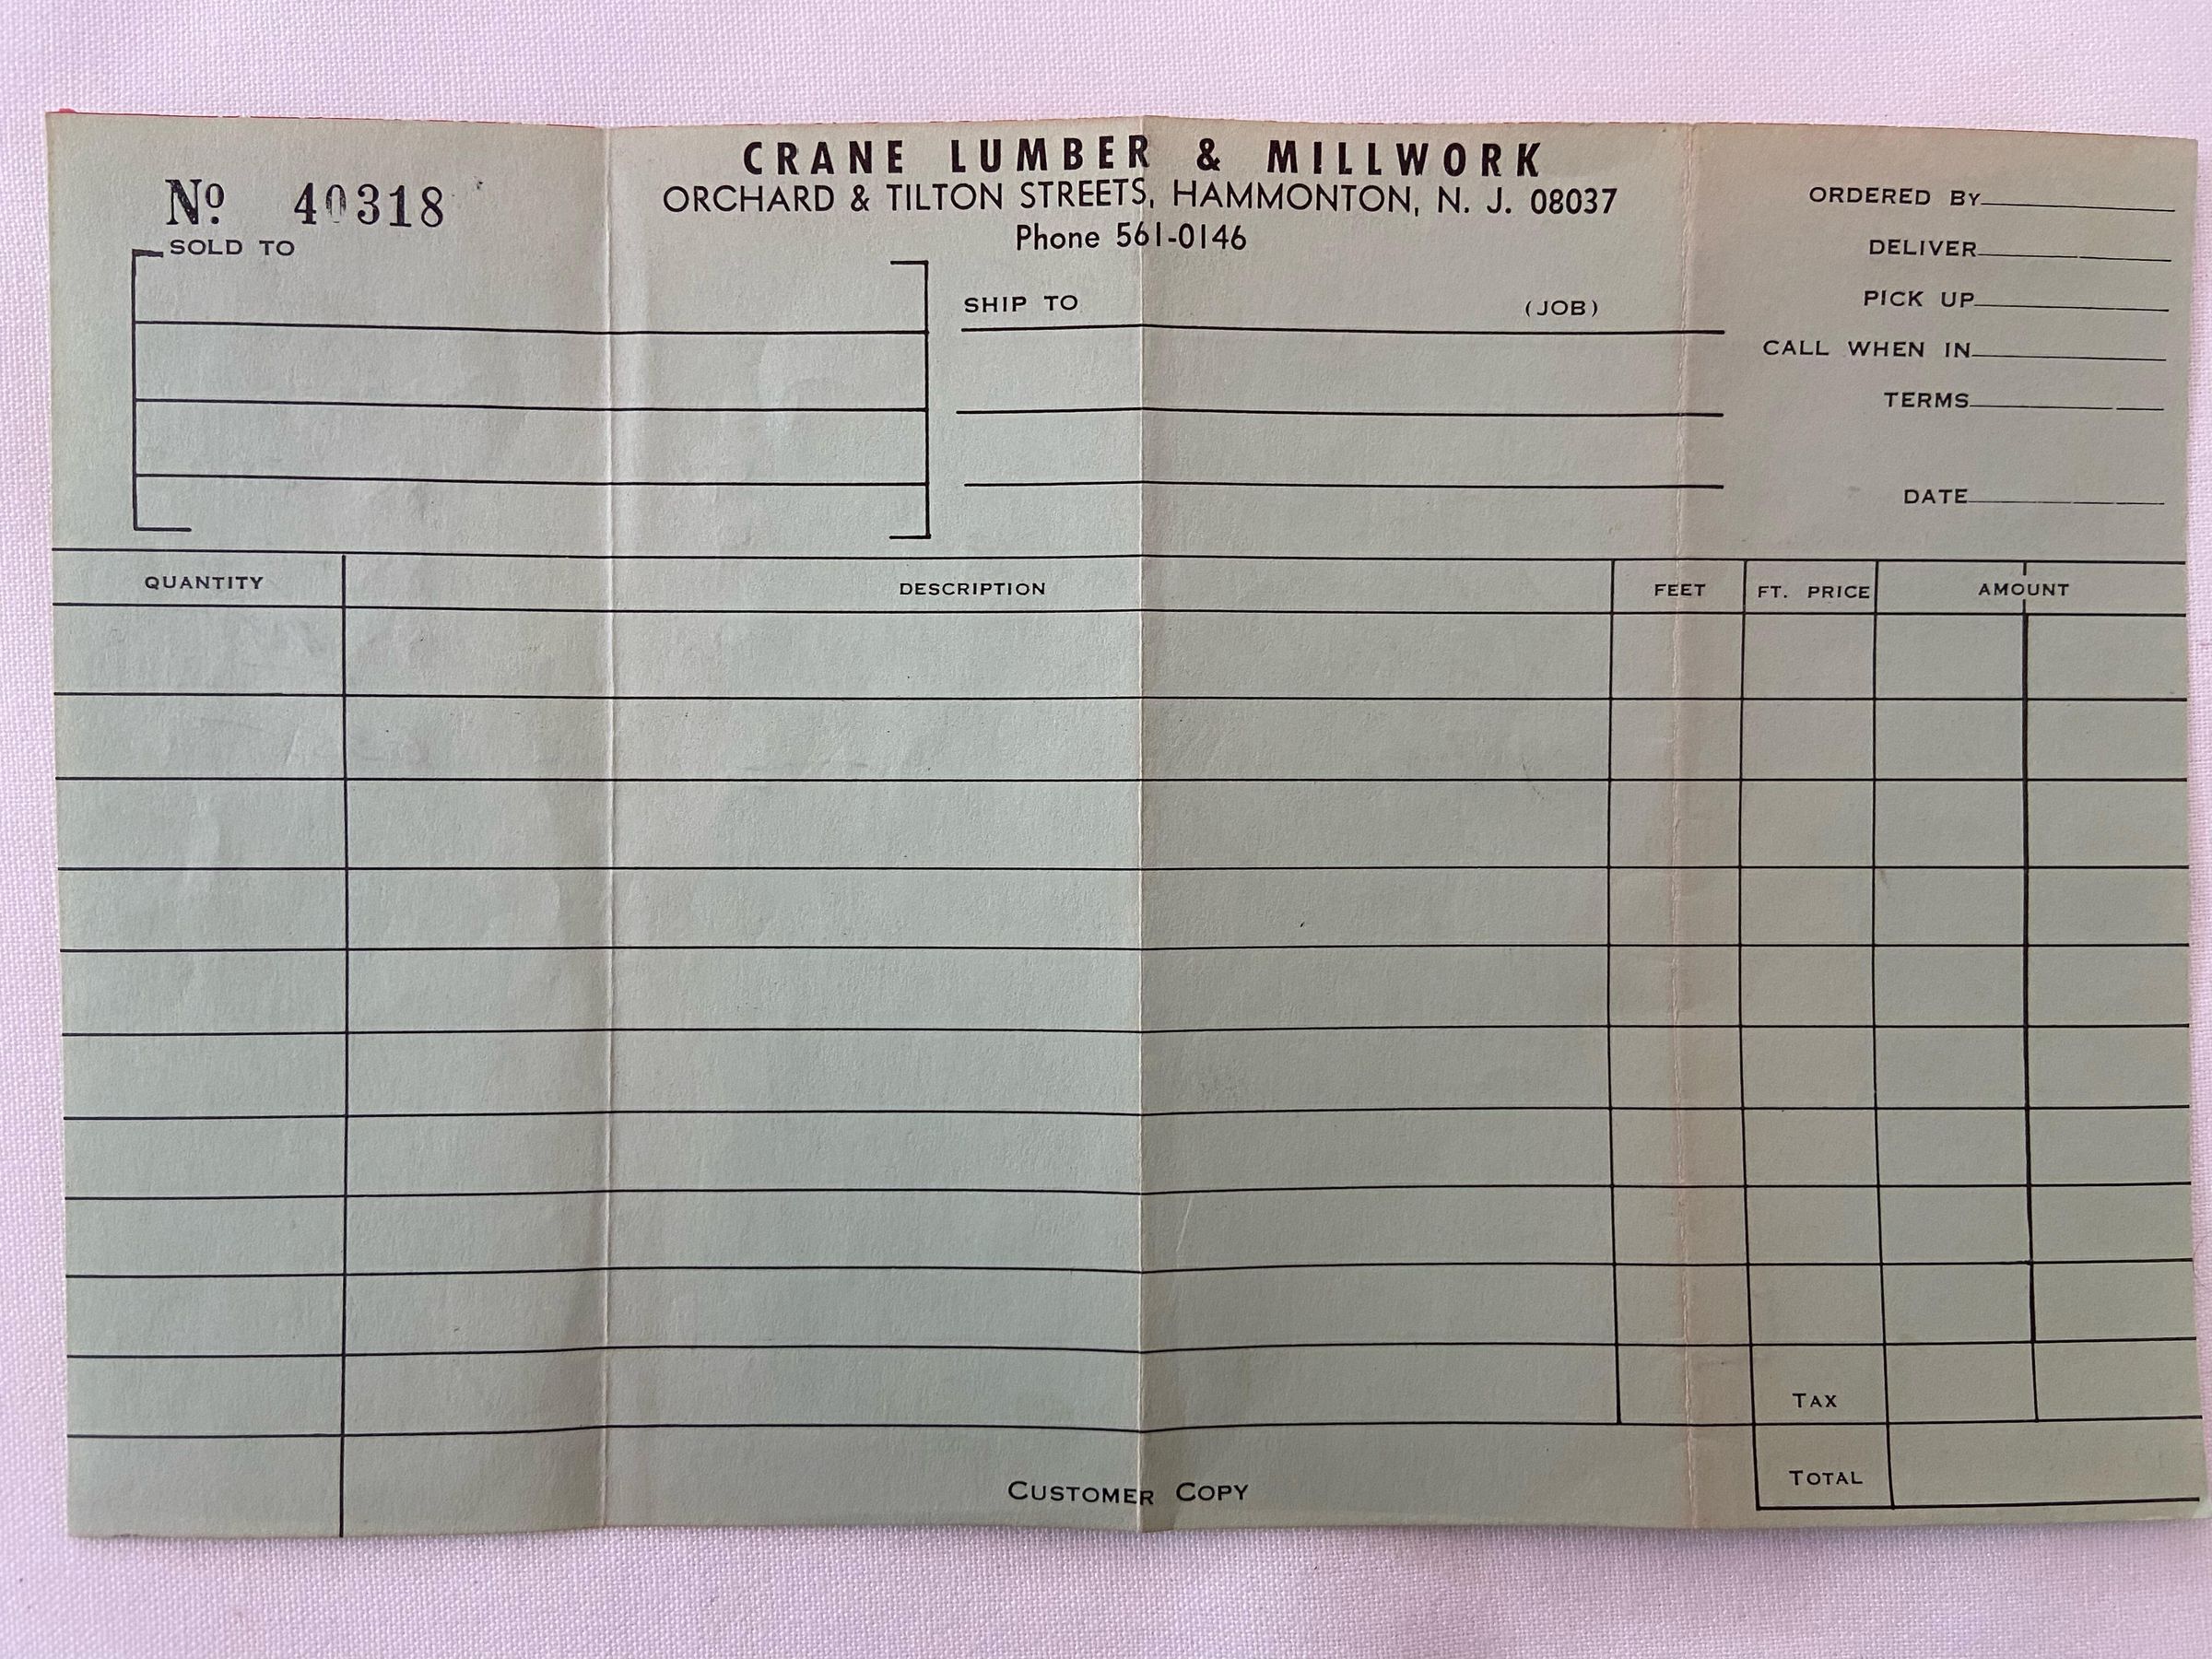 CRANE LUMBER & MILLWORK
ORCHARD & TILTON STREETS, HAMMONTON, N. J. 08037
Phone 561-0146
Nº 40318
SOLD TO
SHIP TO (JOB)
ORDERED BY
DELIVER
PICK UP
CALL WHEN IN
TERMS
DATE
QUANTITY DESCRIPTION FEET FT. PRICE AMOUNT
TAX
TOTAL
CUSTOMER COPY